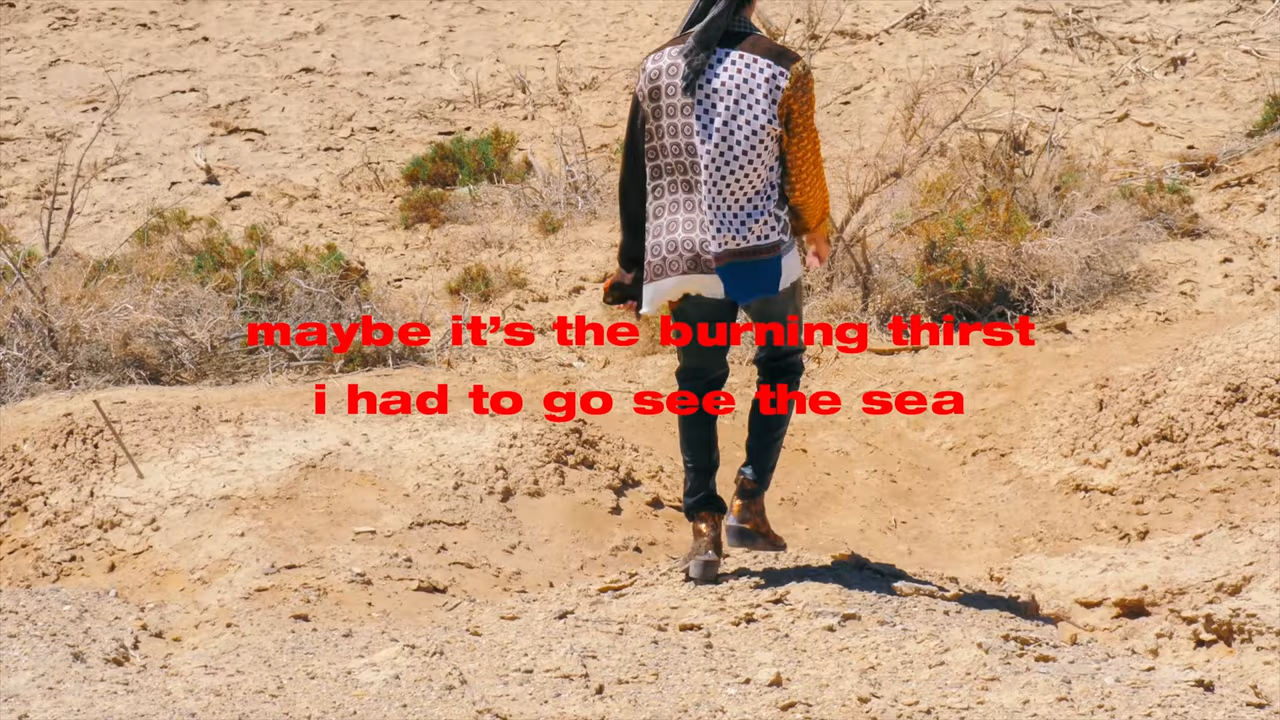 maybe it’s the burning thirst
i had to go see the sea